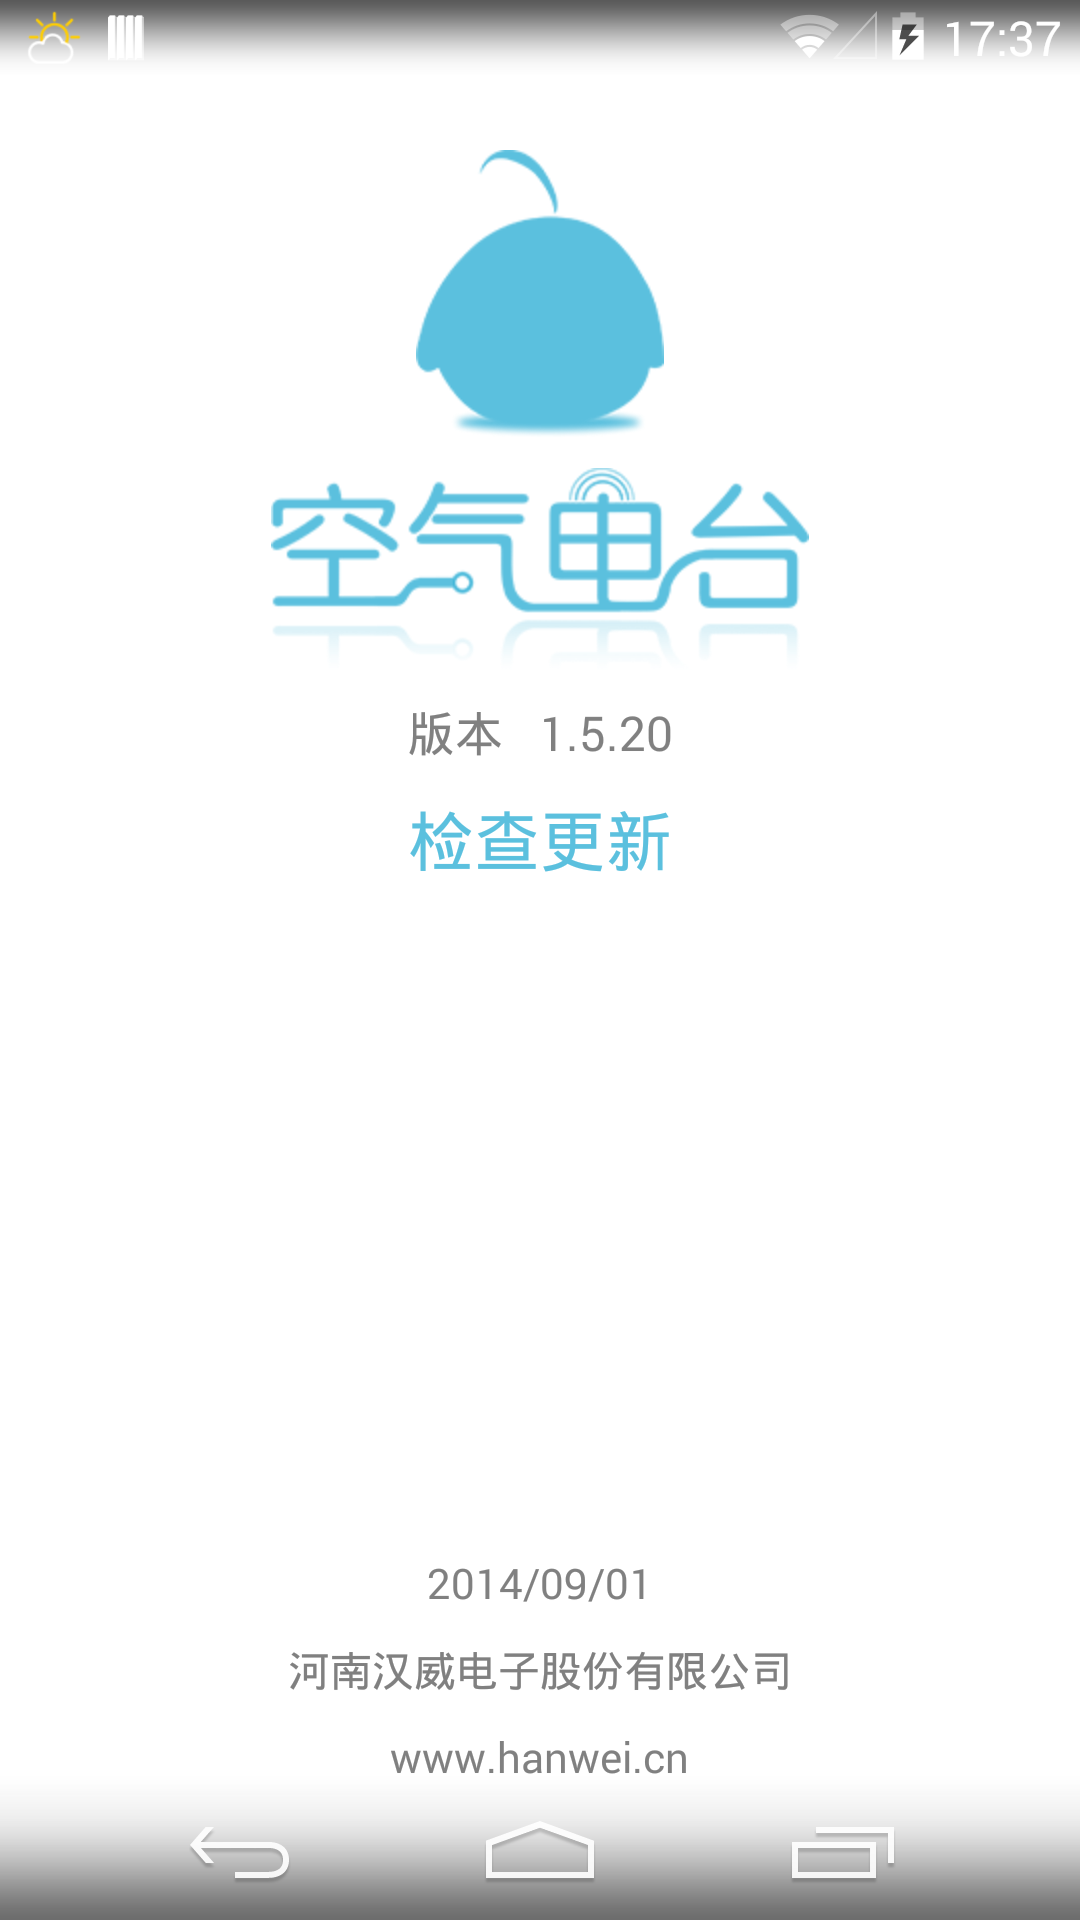 17:37
空气电台
版本 1.5.20
检查更新
2014/09/01
河南汉威电子股份有限公司
www.hanwei.cn